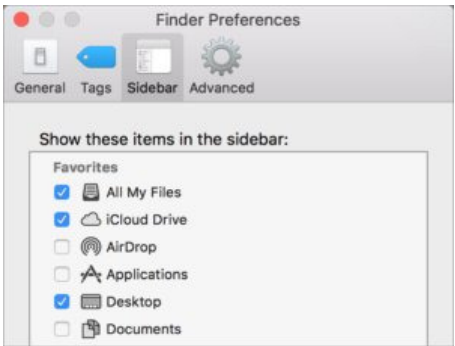 Finder Preferences
General Tags Sidebar Advanced
Show these items in the sidebar:
Favorites
All My Files
iCloud Drive
AirDrop
Applications
Desktop
Documents